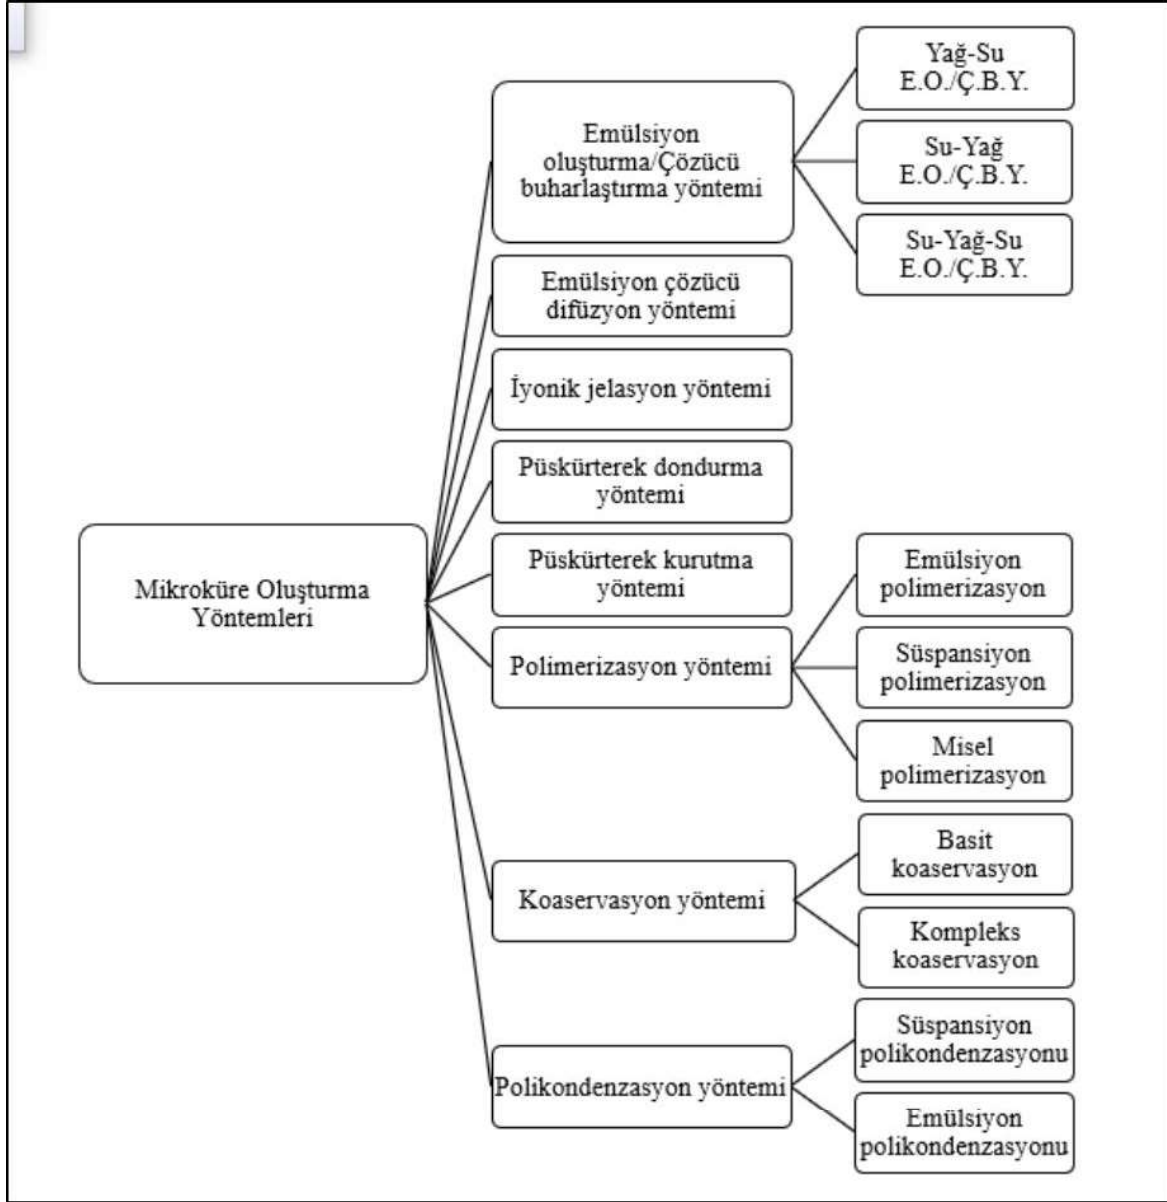 Mikroküre Oluşturma
Yöntemleri
Emülsiyon
oluşturma/Çözücü
buharlaştırma yöntemi
Yağ-Su
E.O./Ç.B.Y.
Su-Yağ
E.O./Ç.B.Y.
Su-Yağ-Su
E.O./Ç.B.Y.
Emülsiyon çözücü
difüzyon yöntemi
İyonik jelasyon yöntemi
Püskürterek dondurma
yöntemi
Püskürterek kurutma
yöntemi
Polimerizasyon yöntemi
Emülsiyon
polimerizasyon
Süspansiyon
polimerizasyon
Misel
polimerizasyon
Koaservasyon yöntemi
Basit
koaservasyon
Kompleks
koaservasyon
Polikondenzasyon yöntemi
Süspansiyon
polikondenzasyonu
Emülsiyon
polikondenzasyonu